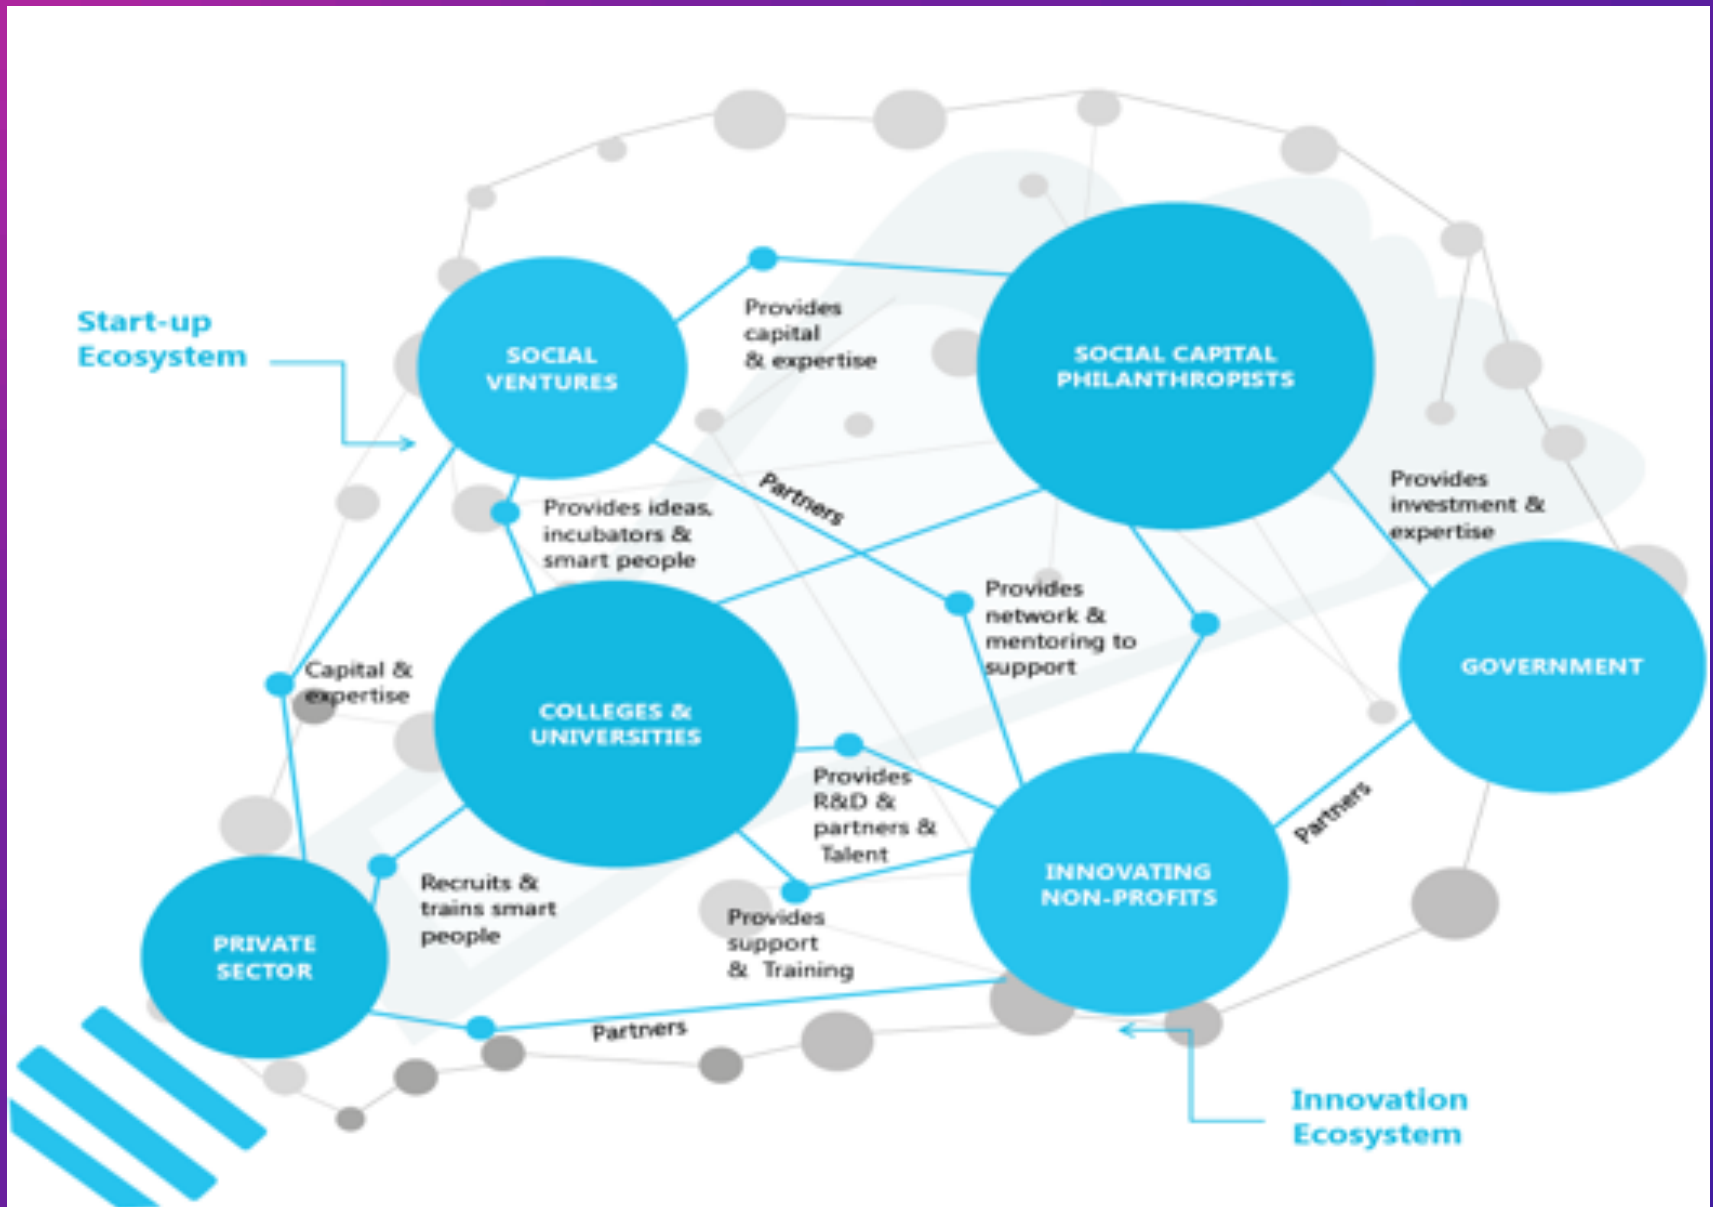 Start-up
Ecosystem
SOCIAL
VENTURES
Provides
capital
& expertise
SOCIAL CAPITAL
PHILANTHROPISTS
Partners
Provides
investment &
expertise
Provides ideas,
incubators &
smart people
Provides
network &
mentoring to
support
GOVERNMENT
Capital &
expertise
COLLEGES &
UNIVERSITIES
Provides
R&D &
partners &
Talent
Partners
INNOVATING
NON-PROFITS
Recruits &
trains smart
people
Provides
support
& Training
PRIVATE
SECTOR
Partners
Innovation
Ecosystem